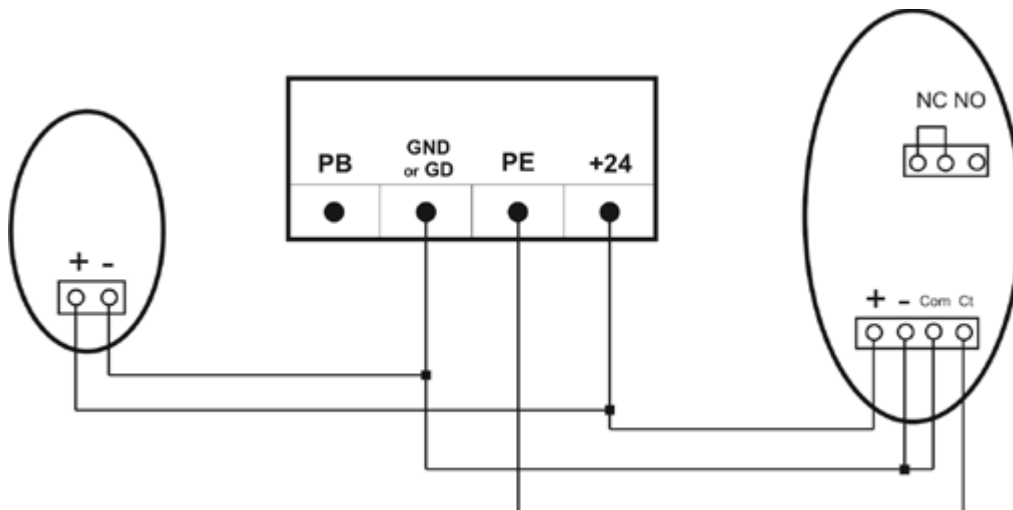 NC NO
PB
GND
or GD
PE
+24
+ -
+ - Com Ct